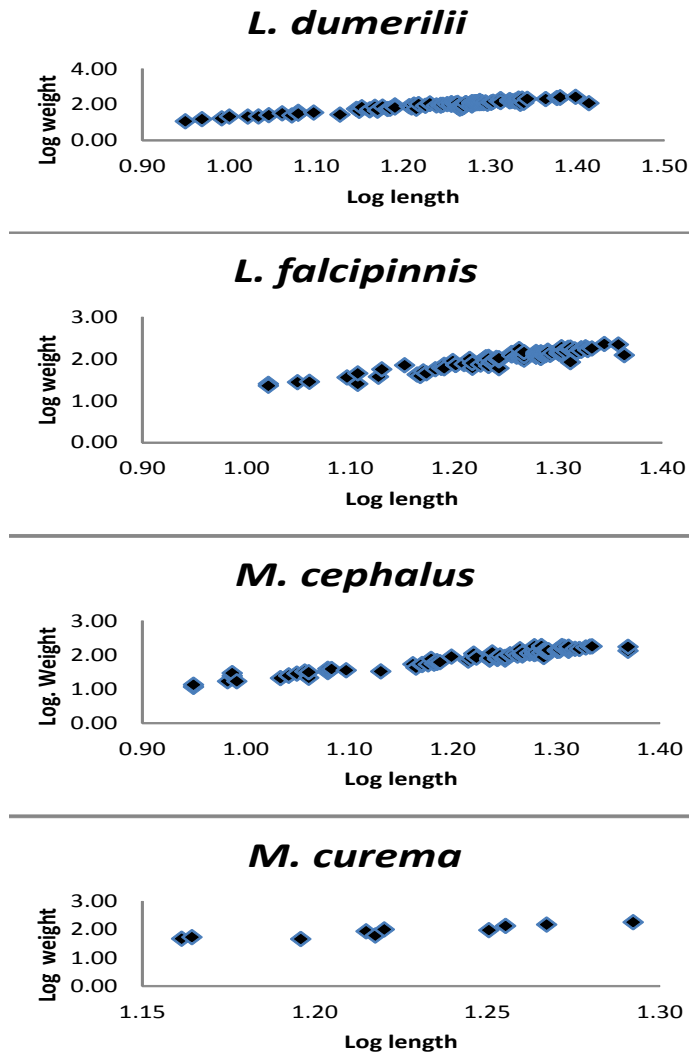 L. dumerilii
4.00
2.00
0.00
Log weight
0.90 1.00 1.10 1.20 1.30 1.40 1.50
Log length
L. falcipinnis
3.00
2.00
1.00
0.00
Log weight
0.90 1.00 1.10 1.20 1.30 1.40
Log length
M. cephalus
3.00
2.00
1.00
0.00
Log. Weight
0.90 1.00 1.10 1.20 1.30 1.40
Log length
M. curema
3.00
2.00
1.00
0.00
Log weight
1.15 1.20 1.25 1.30
Log length